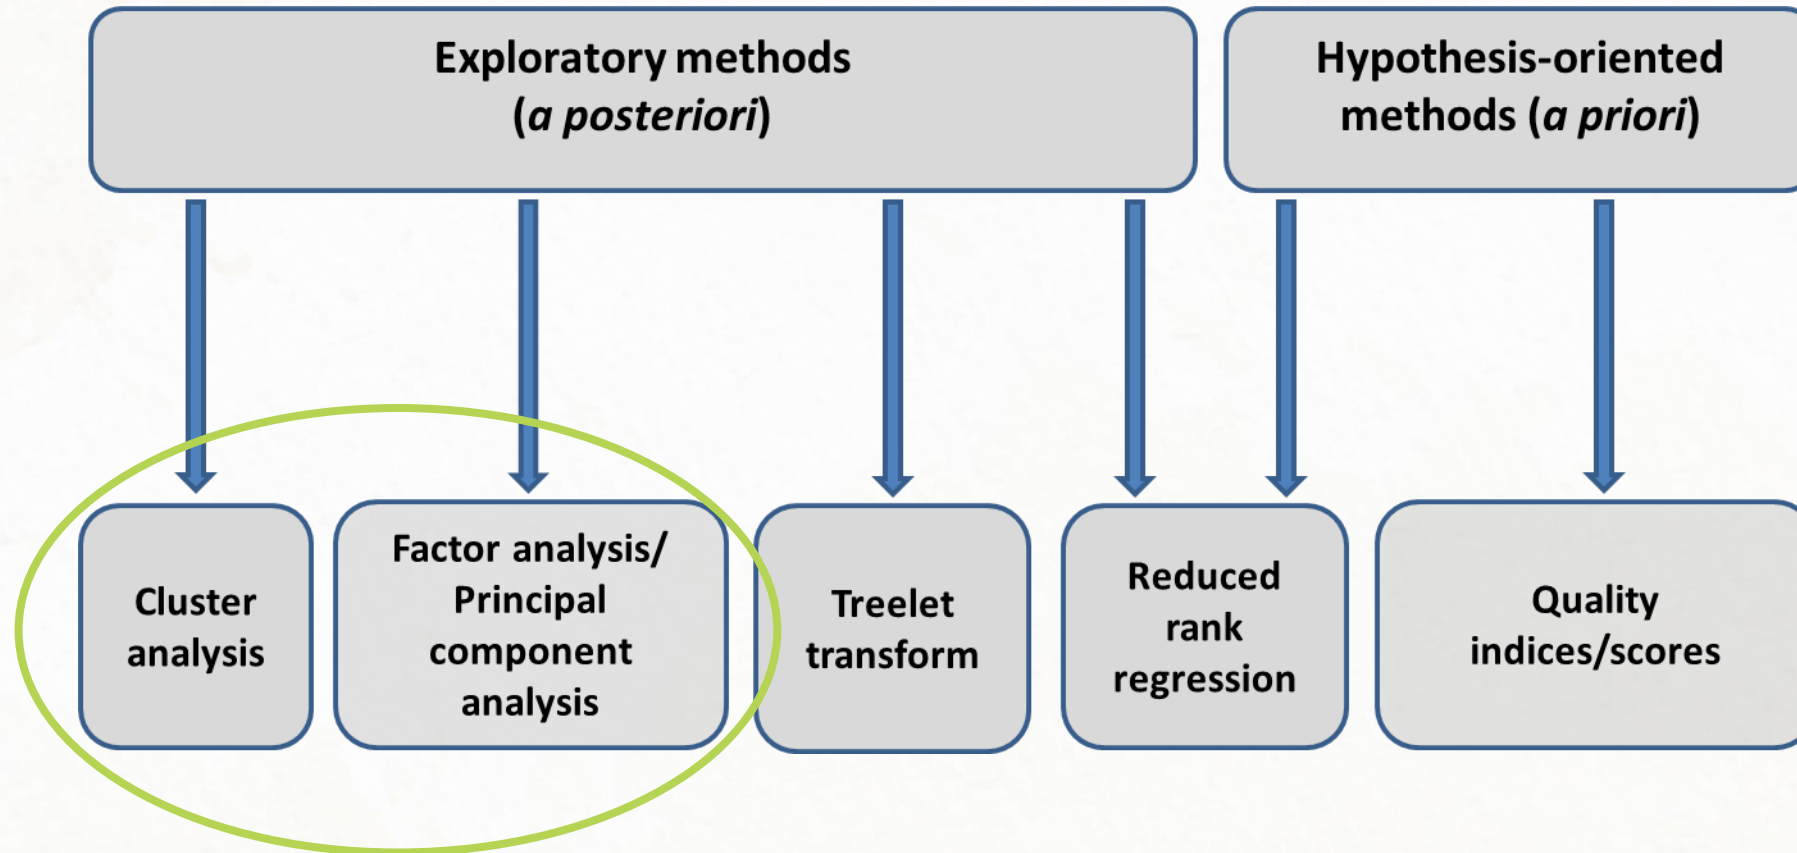 Exploratory methods
(a posteriori)
Hypothesis-oriented
methods (a priori)
Cluster
analysis
Factor analysis/
Principal
component
analysis
Treelet
transform
Reduced
rank
regression
Quality
indices/scores